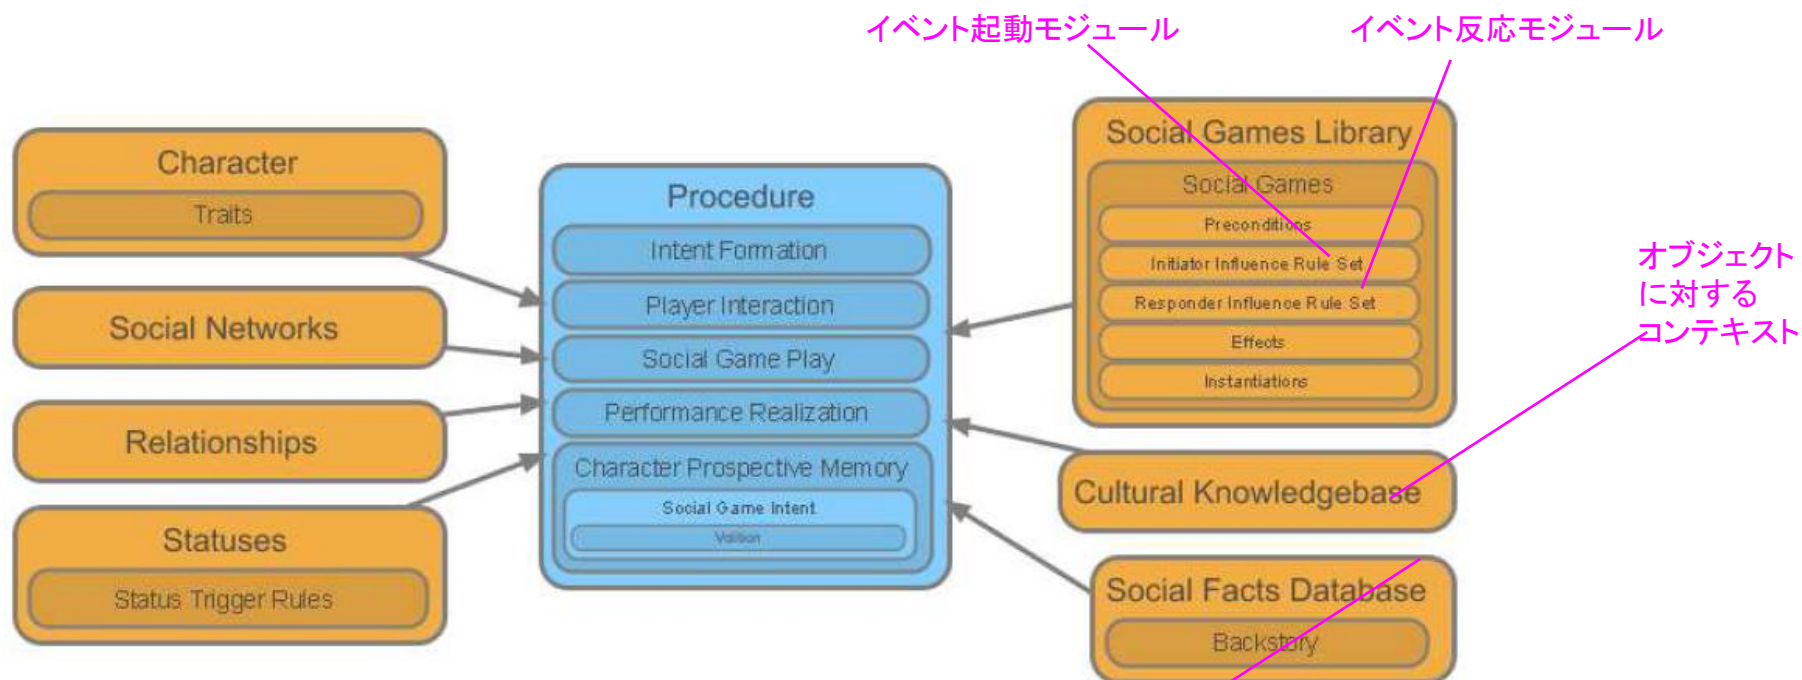 イベント起動モジュール
イベント反応モジュール
Character
Traits
Social Networks
Relationships
Statuses
Status Trigger Rules
Procedure
Intent Formation
Player Interaction
Social Game Play
Performance Realization
Character Prospective Memory
Social Game Intent
Volition
Social Games Library
Social Games
Preconditions
Initiator Influence Rule Set
Responder Influence Rule Set
Effects
Instantiations
Cultural Knowledgebase
Social Facts Database
Backstory
オブジェクト
に対する
コンテキスト